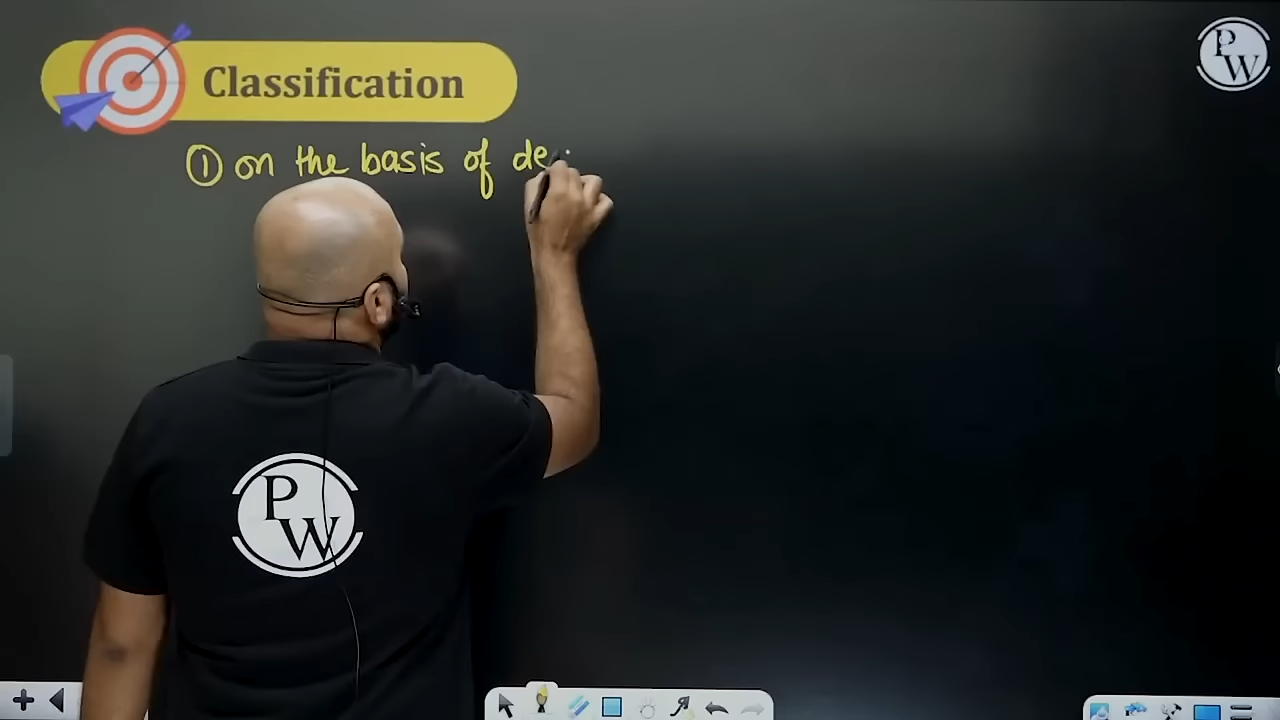 Classification
① on the basis of de
PW
PW